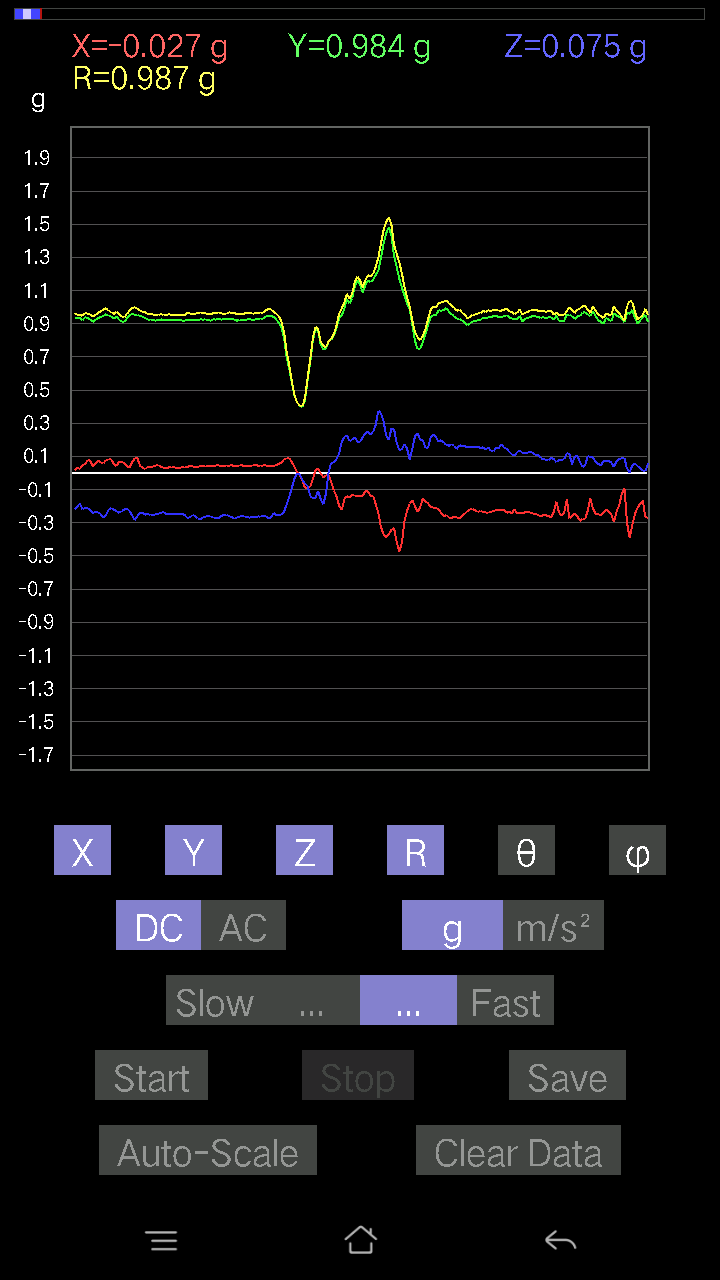 X=-0.027 g Y=0.984 g Z=0.075 g
R=0.987 g
g
1.9
1.7
1.5
1.3
1.1
0.9
0.7
0.5
0.3
0.1
-0.1
-0.3
-0.5
-0.7
-0.9
-1.1
-1.3
-1.5
-1.7
X Y Z R θ φ
DC AC g m/s²
Slow ... ... Fast
Start Stop Save
Auto-Scale Clear Data